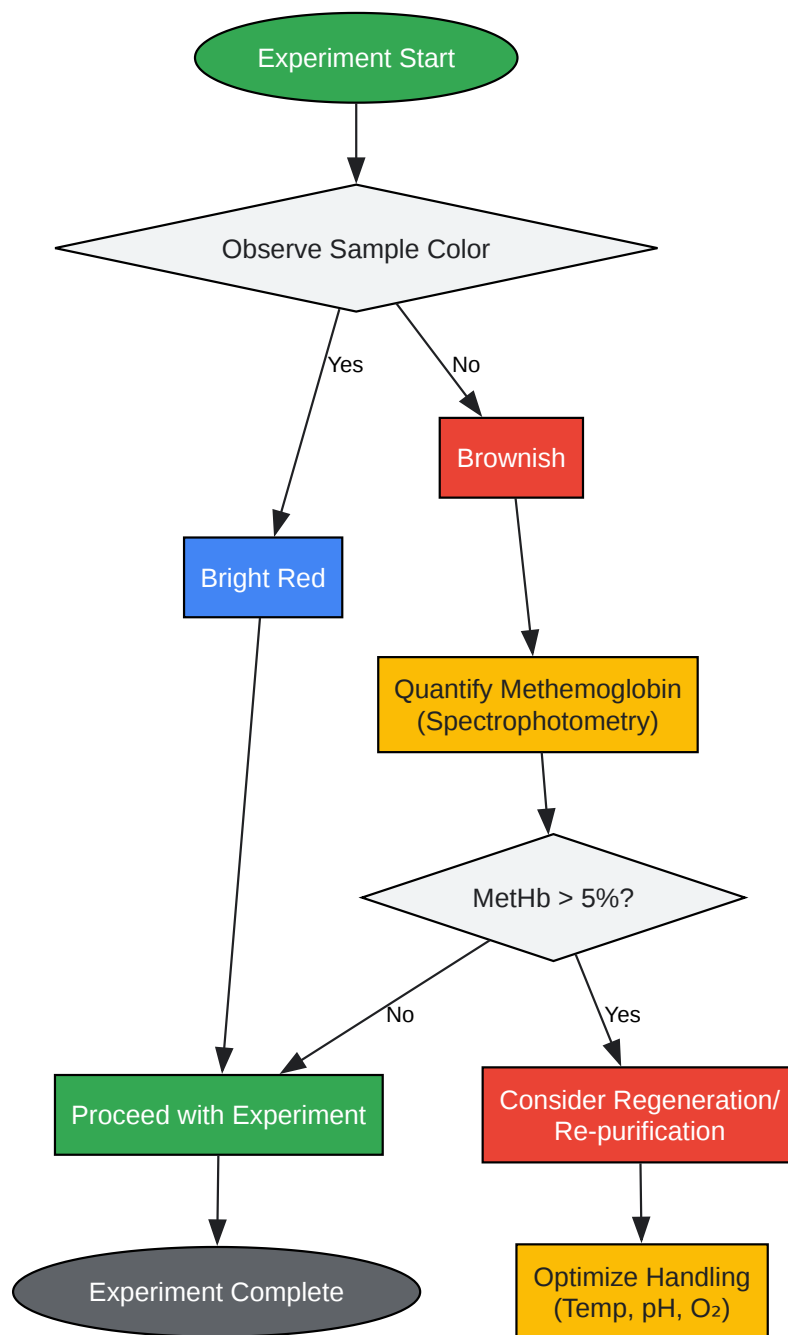 Experiment Start
Observe Sample Color
Yes
No
Brownish
Bright Red
Quantify Methemoglobin
(Spectrophotometry)
MetHb > 5%?
No
Yes
Proceed with Experiment
Consider Regeneration/
Re-purification
Experiment Complete
Optimize Handling
(Temp, pH, O₂)